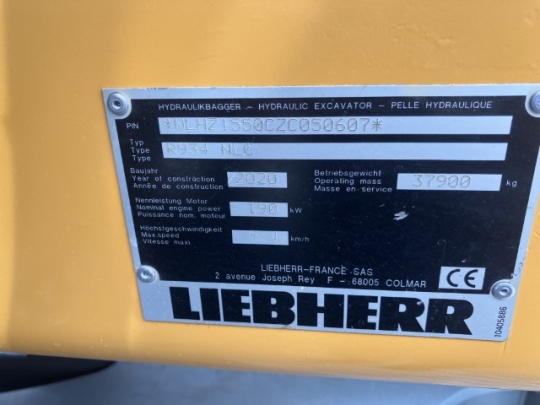 HYDRAULIKBAGGER - HYDRAULIC EXCAVATOR - PELLE HYDRAULIQUE
PIN *WLHZ1550CZC050607*
Typ
Type R934 NLC
Type
Baujahr
Year of construction 2020
Année de construction
Betriebsgewicht
Operating mass 37900 kg
Masse en service
Nennleistung Motor
Nominal engine power 190 kW
Puissance nom. moteur
Höchstgeschwindigkeit
Max.speed km/h
Vitesse maxi.
LIEBHERR-FRANCE SAS
2 avenue Joseph Rey F - 68005 COLMAR
CE
LIEBHERR
10405886